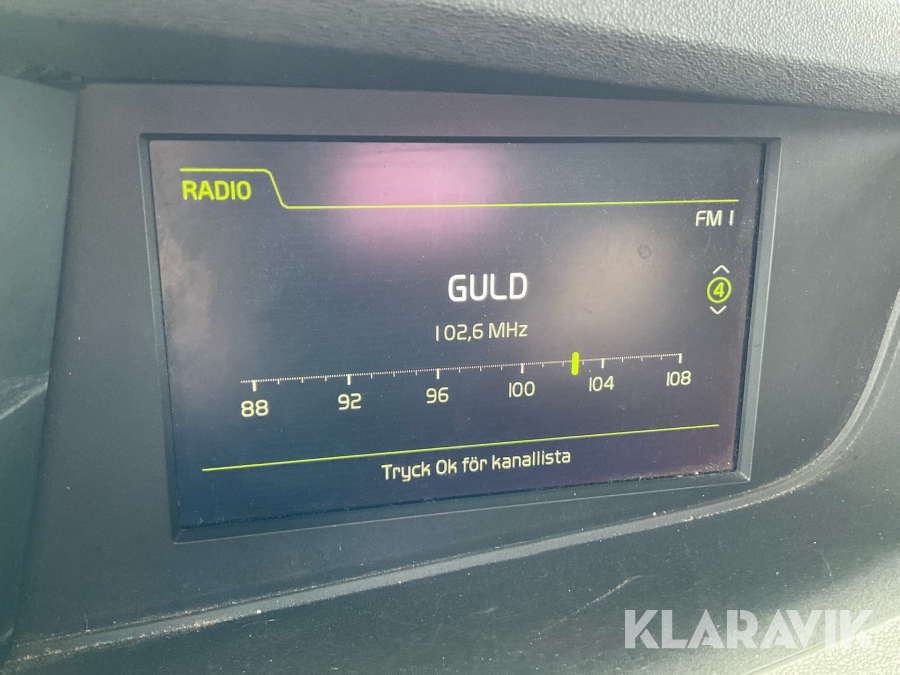 RADIO
FM 1
GULD
4
102,6 MHz
88 92 96 100 104 108
Tryck Ok för kanallista
KLARAVIK